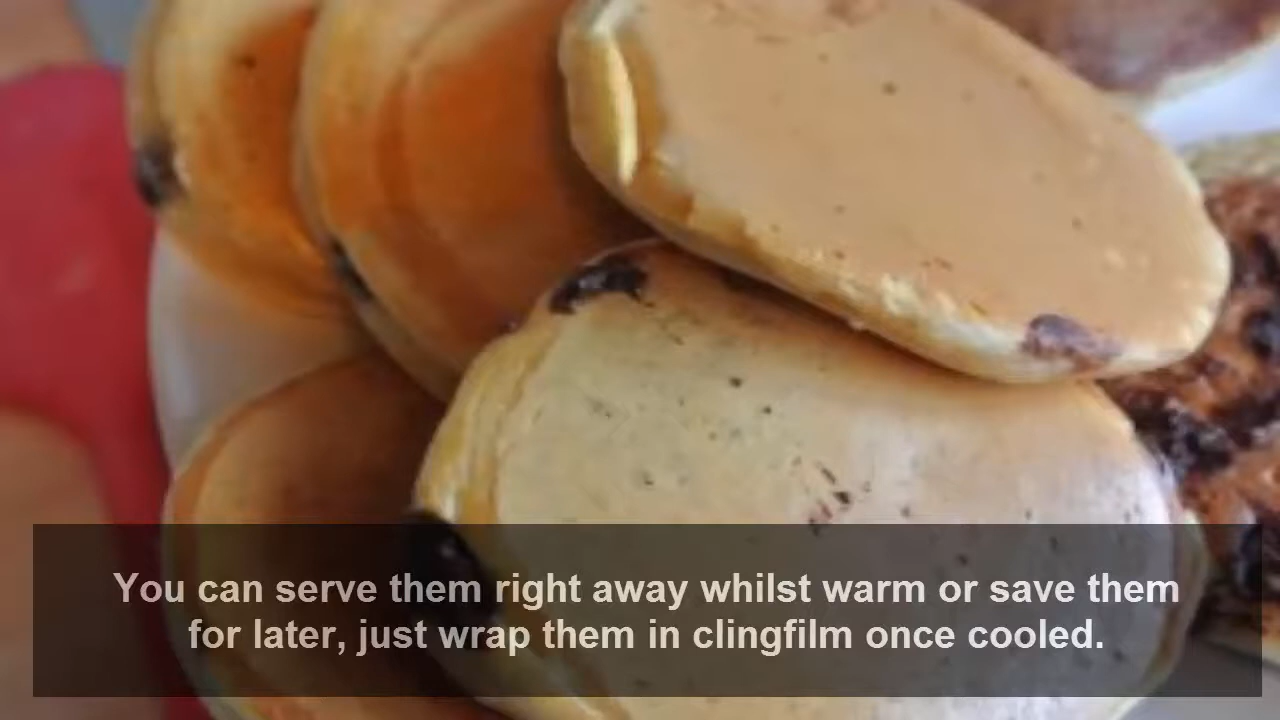 You can serve them right away whilst warm or save them
for later, just wrap them in clingfilm once cooled.